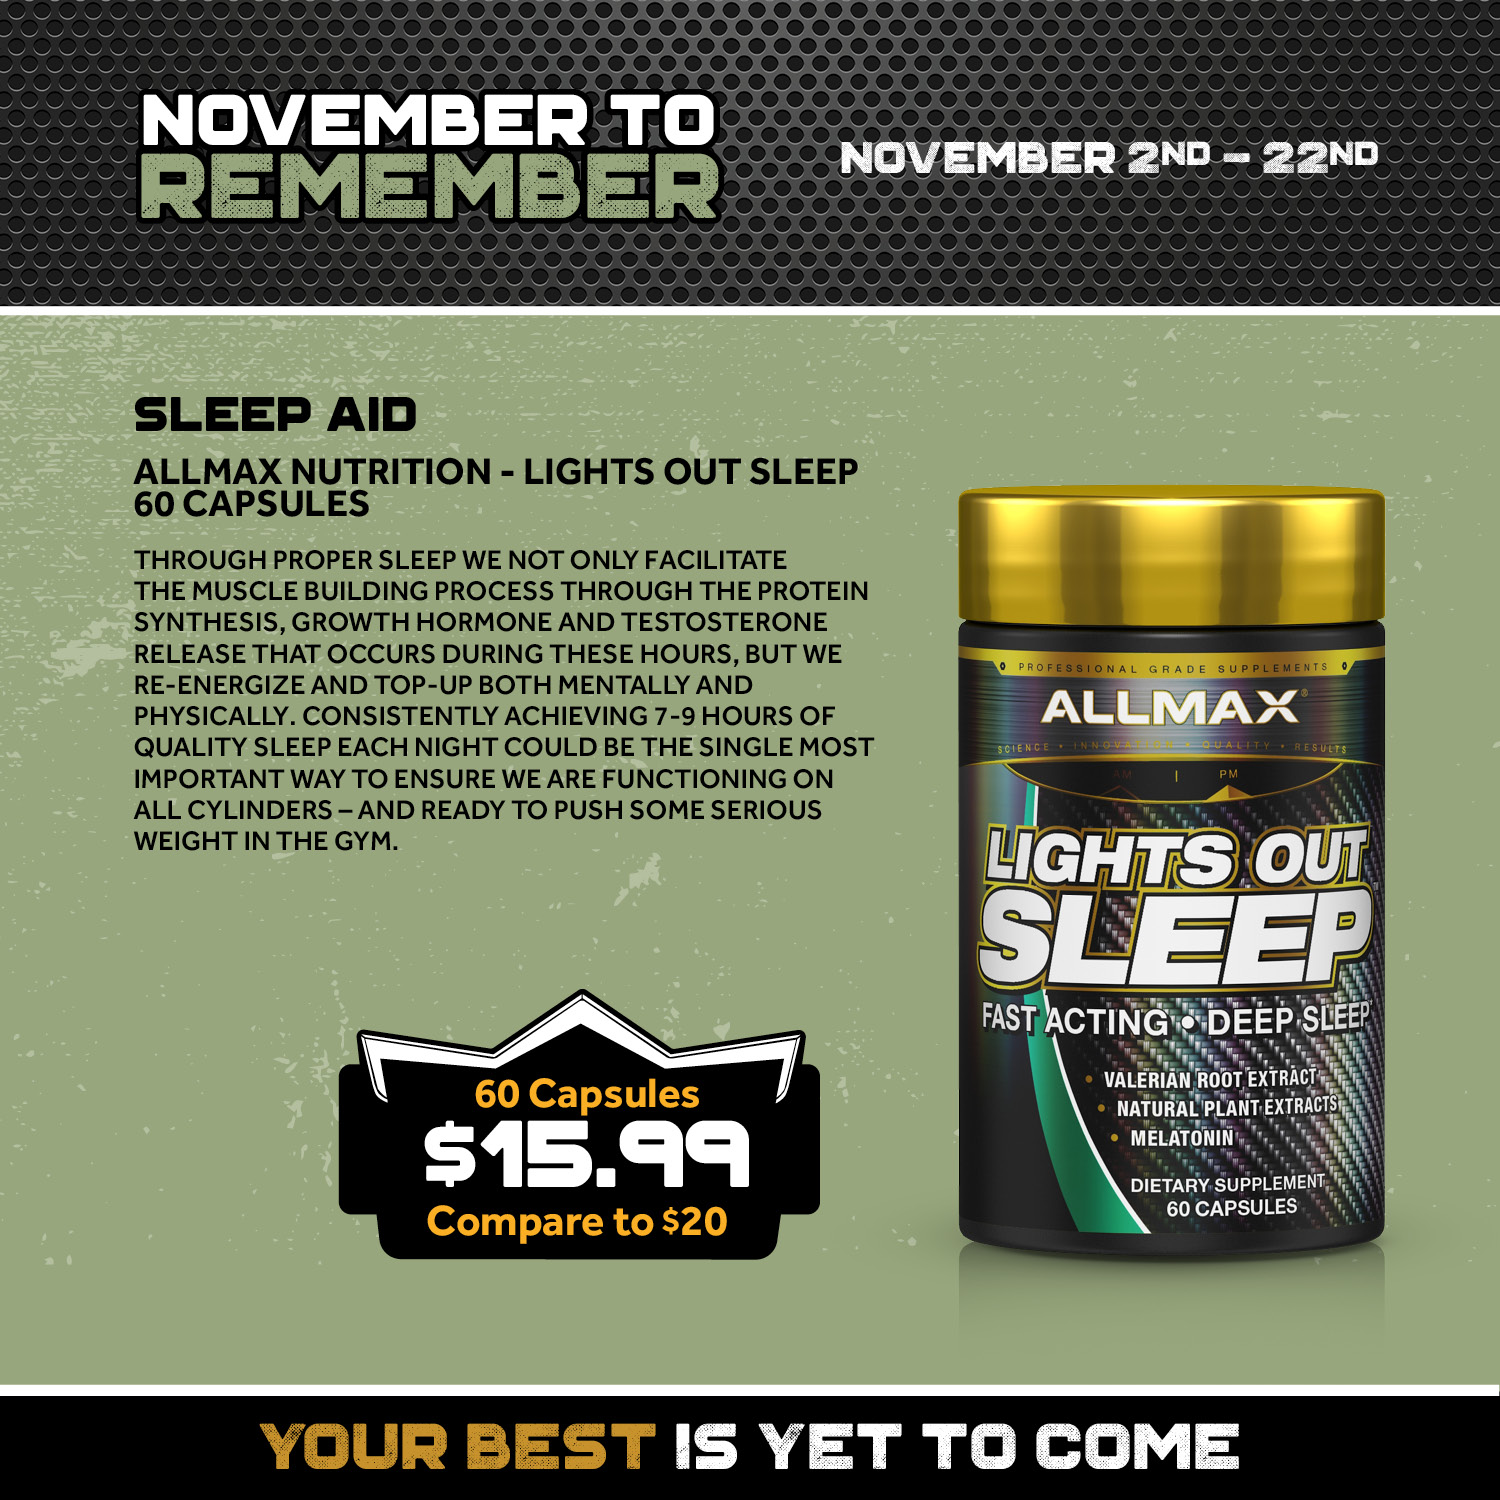 NOVEMBER TO
REMEMBER
NOVEMBER 2ND – 22ND
SLEEP AID
ALLMAX NUTRITION - LIGHTS OUT SLEEP
60 CAPSULES
THROUGH PROPER SLEEP WE NOT ONLY FACILITATE
THE MUSCLE BUILDING PROCESS THROUGH THE PROTEIN
SYNTHESIS, GROWTH HORMONE AND TESTOSTERONE
RELEASE THAT OCCURS DURING THESE HOURS, BUT WE
RE-ENERGIZE AND TOP-UP BOTH MENTALLY AND
PHYSICALLY. CONSISTENTLY ACHIEVING 7-9 HOURS OF
QUALITY SLEEP EACH NIGHT COULD BE THE SINGLE MOST
IMPORTANT WAY TO ENSURE WE ARE FUNCTIONING ON
ALL CYLINDERS – AND READY TO PUSH SOME SERIOUS
WEIGHT IN THE GYM.
60 Capsules
$15.99
Compare to $20
PROFESSIONAL GRADE SUPPLEMENTS
ALLMAX®
SCIENCE • INNOVATION • QUALITY • RESULTS
AM | PM
LIGHTS OUT
SLEEP™
FAST ACTING • DEEP SLEEP*
• VALERIAN ROOT EXTRACT
• NATURAL PLANT EXTRACTS
• MELATONIN
DIETARY SUPPLEMENT
60 CAPSULES
YOUR BEST IS YET TO COME